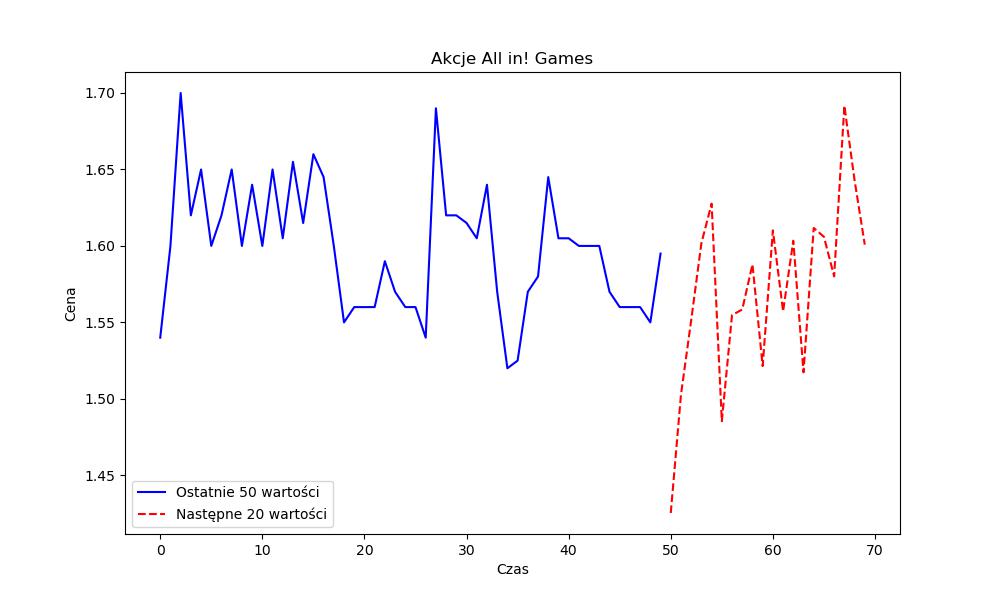 Akcje All in! Games
Cena
1.70
1.65
1.60
1.55
1.50
1.45
Ostatnie 50 wartości
Następne 20 wartości
0 10 20 30 40 50 60 70
Czas